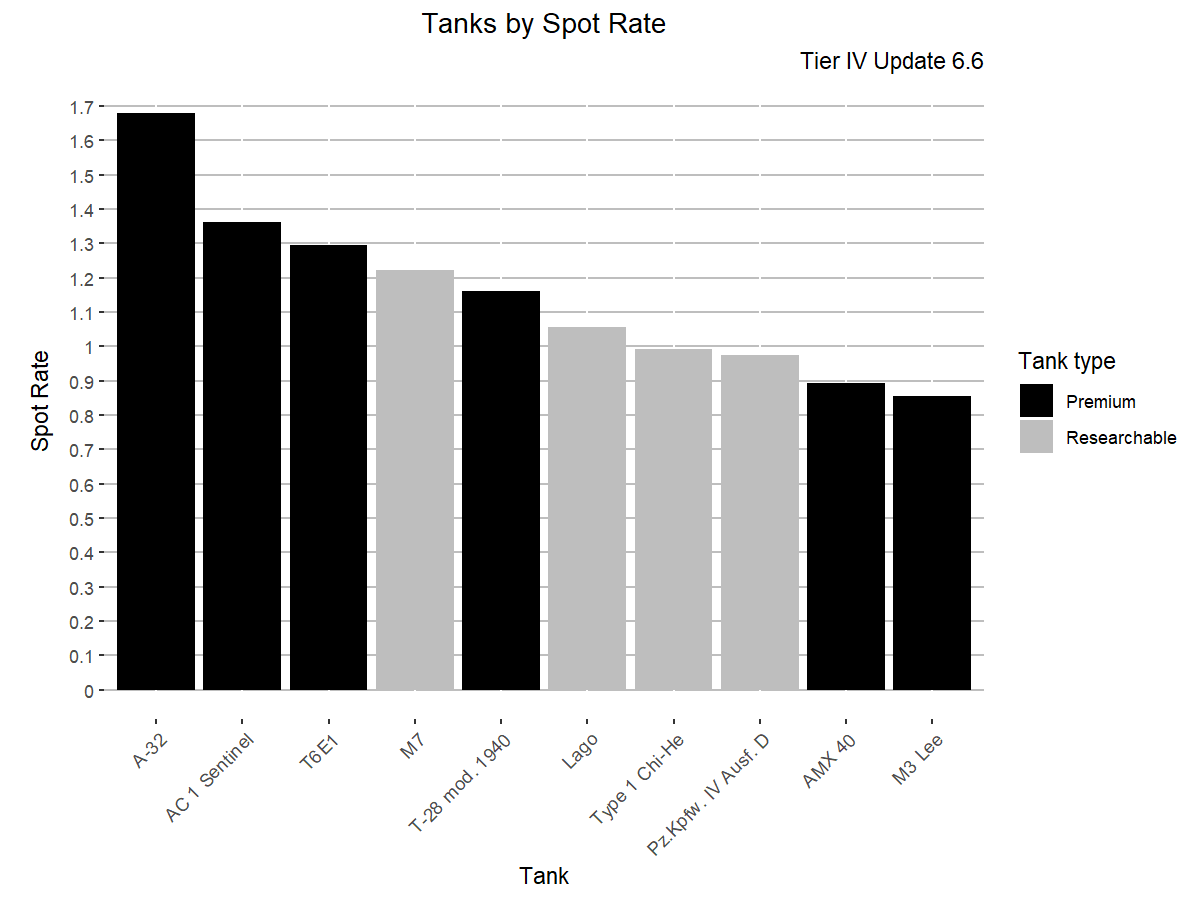 Tanks by Spot Rate
Tier IV Update 6.6
Spot Rate
1.7
1.6
1.5
1.4
1.3
1.2
1.1
1
0.9
0.8
0.7
0.6
0.5
0.4
0.3
0.2
0.1
0
A-32
AC 1 Sentinel
T6E1
M7
T-28 mod. 1940
Lago
Type 1 Chi-He
Pz.Kpfw. IV Ausf. D
AMX 40
M3 Lee
Tank
Tank type
Premium
Researchable